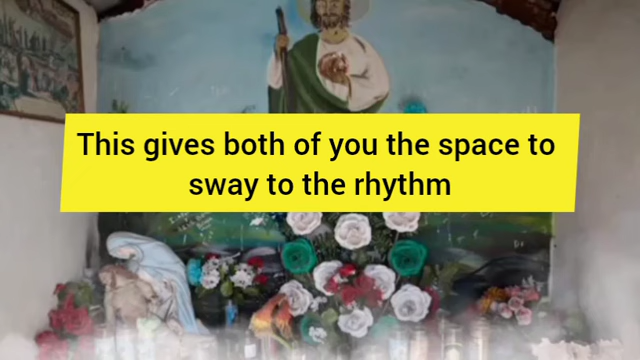 This gives both of you the space to
sway to the rhythm